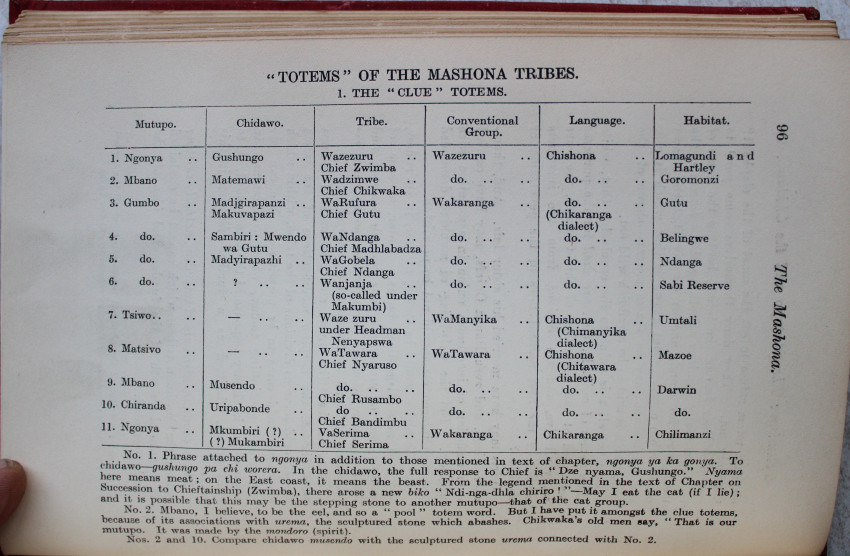 "TOTEMS" OF THE MASHONA TRIBES.
1. THE "CLUE" TOTEMS.
Mutupo. Chidawo. Tribe. Conventional Group. Language. Habitat.
1. Ngonya .. Gushungo .. Wazezuru .. Wazezuru .. Chishona .. Lomagundi and
Chief Zwimba Hartley
2. Mbano .. Matemawi .. Wadzimwe .. do. .. .. do. .. .. Goromonzi
Chief Chikwaka
3. Gumbo .. Madjgirapanzi .. WaRufura .. Wakaranga .. do. .. .. Gutu
Makuvapazi Chief Gutu (Chikaranga
dialect)
4. do. .. Sambiri : Mwendo WaNdanga .. do. .. .. do. .. .. Belingwe
wa Gutu Chief Madhlabadza
5. do. .. Madyirapazhi .. WaGobela .. do. .. .. do. .. .. Ndanga
Chief Ndanga
6. do. .. ? .. .. Wanjanja do. .. .. do. .. .. Sabi Reserve
(so-called under
Makumbi)
7. Tsiwo.. .. — .. .. Waze zuru .. WaManyika .. Chishona .. Umtali
under Headman (Chimanyika
Nenyapswa dialect)
8. Matsivo .. — .. .. WaTawara .. WaTawara .. Chishona .. Mazoe
Chief Nyaruso (Chitawara
dialect)
9. Mbano .. Musendo .. do. .. .. do. .. .. do. .. .. Darwin
Chief Rusambo
10. Chiranda .. Uripabonde .. do .. .. do. .. .. do. .. .. do.
Chief Bandimbu
11. Ngonya .. Mkumburi (?) .. VaSerima .. Wakaranga .. Chikaranga .. Chilimanzi
(?) Mukambiri Chief Serima
No. 1. Phrase attached to ngonya in addition to those mentioned in text of chapter, ngonya ya ka gonya. To
chidawo—gushungo pa chi worera. In the chidawo, the full response to Chief is "Dze nyama, Gushungo." Nyama
here means meat ; on the East coast, it means the beast. From the legend mentioned in the text of Chapter on
Succession to Chieftainship (Zwimba), there arose a new biko "Ndi-nga-dhla chiriro !"—May I eat the cat (if I lie) ;
and it is possible that this may be the stepping stone to another mutupo—that of the cat group.
No. 2. Mbano, I believe, to be the eel, and so a "pool" totem word. But I have put it amongst the clue totems,
because of its associations with urema, the sculptured stone which abashes. Chikwaka's old men say, "That is our
mutupo. It was made by the mondoro (spirit).
Nos. 2 and 10. Compare chidawo musendo with the sculptured stone urema connected with No. 2.
96
The Mashona.